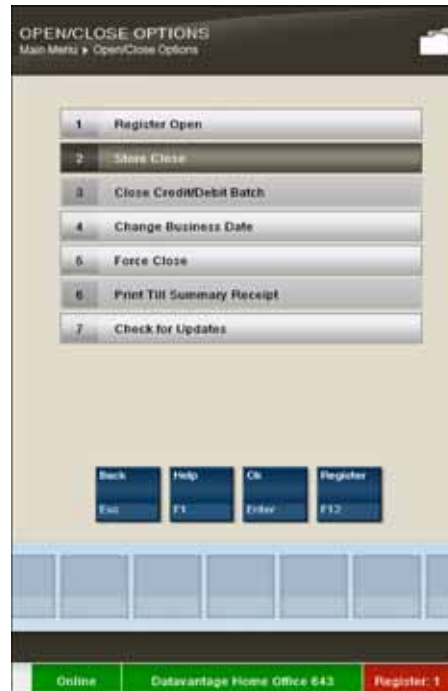 OPEN/CLOSE OPTIONS
Main Menu ▸ Open/Close Options
1 Register Open
2 Store Close
3 Close Credit/Debit Batch
4 Change Business Date
5 Force Close
6 Print Till Summary Receipt
7 Check for Updates
Back Help Ok Register
Esc F1 Enter F12
Online Datavantage Home Office 643 Register: 1